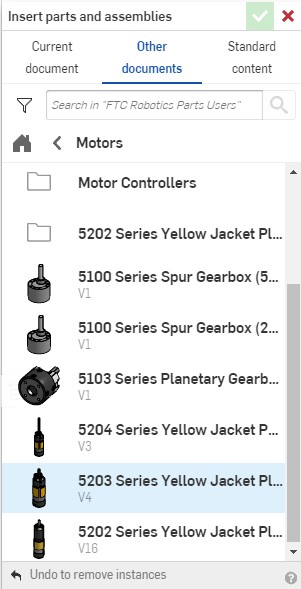 Insert parts and assemblies
Current document
Other documents
Standard content
Search in "FTC Robotics Parts Users"
Motors
Motor Controllers
5202 Series Yellow Jacket Pl...
5100 Series Spur Gearbox (5...
V1
5100 Series Spur Gearbox (2...
V1
5103 Series Planetary Gearb...
V1
5204 Series Yellow Jacket P...
V3
5203 Series Yellow Jacket Pl...
V4
5202 Series Yellow Jacket Pl...
V16
Undo to remove instances